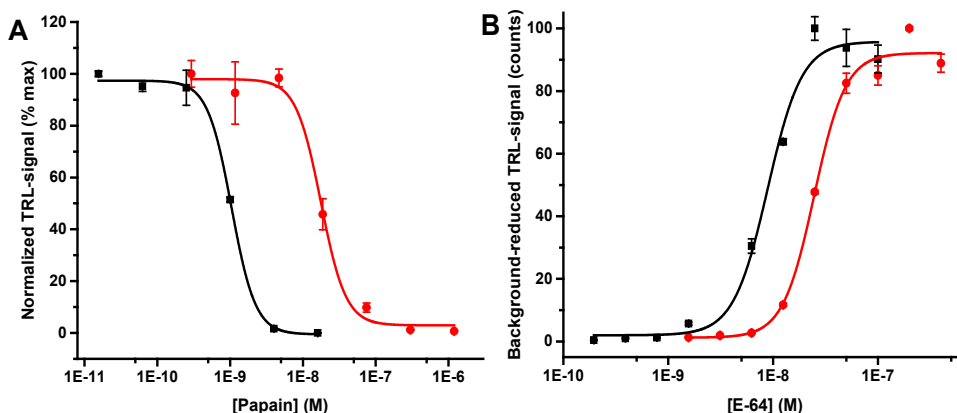 A
Normalized TRL-signal (% max)
120
100
80
60
40
20
0
1E-11 1E-10 1E-9 1E-8 1E-7 1E-6
[Papain] (M)
B
Background-reduced TRL-signal (counts)
100
80
60
40
20
0
1E-10 1E-9 1E-8 1E-7
[E-64] (M)